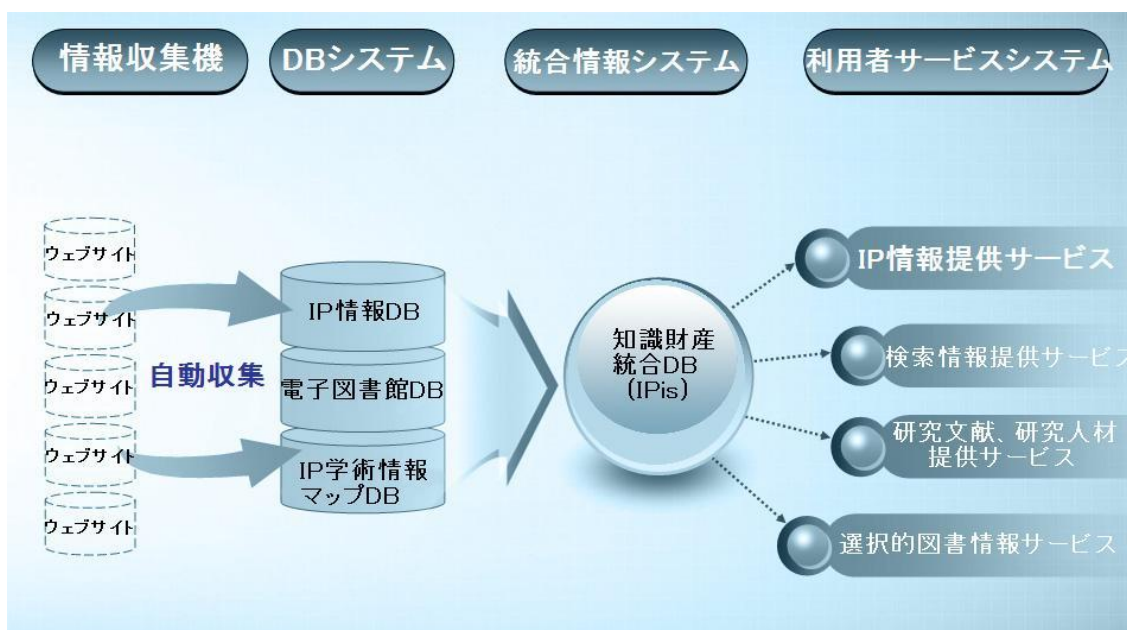 情報収集機
DBシステム
統合情報システム
利用者サービスシステム
ウェブサイト
ウェブサイト
ウェブサイト
ウェブサイト
ウェブサイト
自動収集
IP情報DB
電子図書館DB
IP学術情報
マップDB
知識財産
統合DB
(IPis)
IP情報提供サービス
検索情報提供サービス
研究文献、研究人材
提供サービス
選択的図書情報サービス